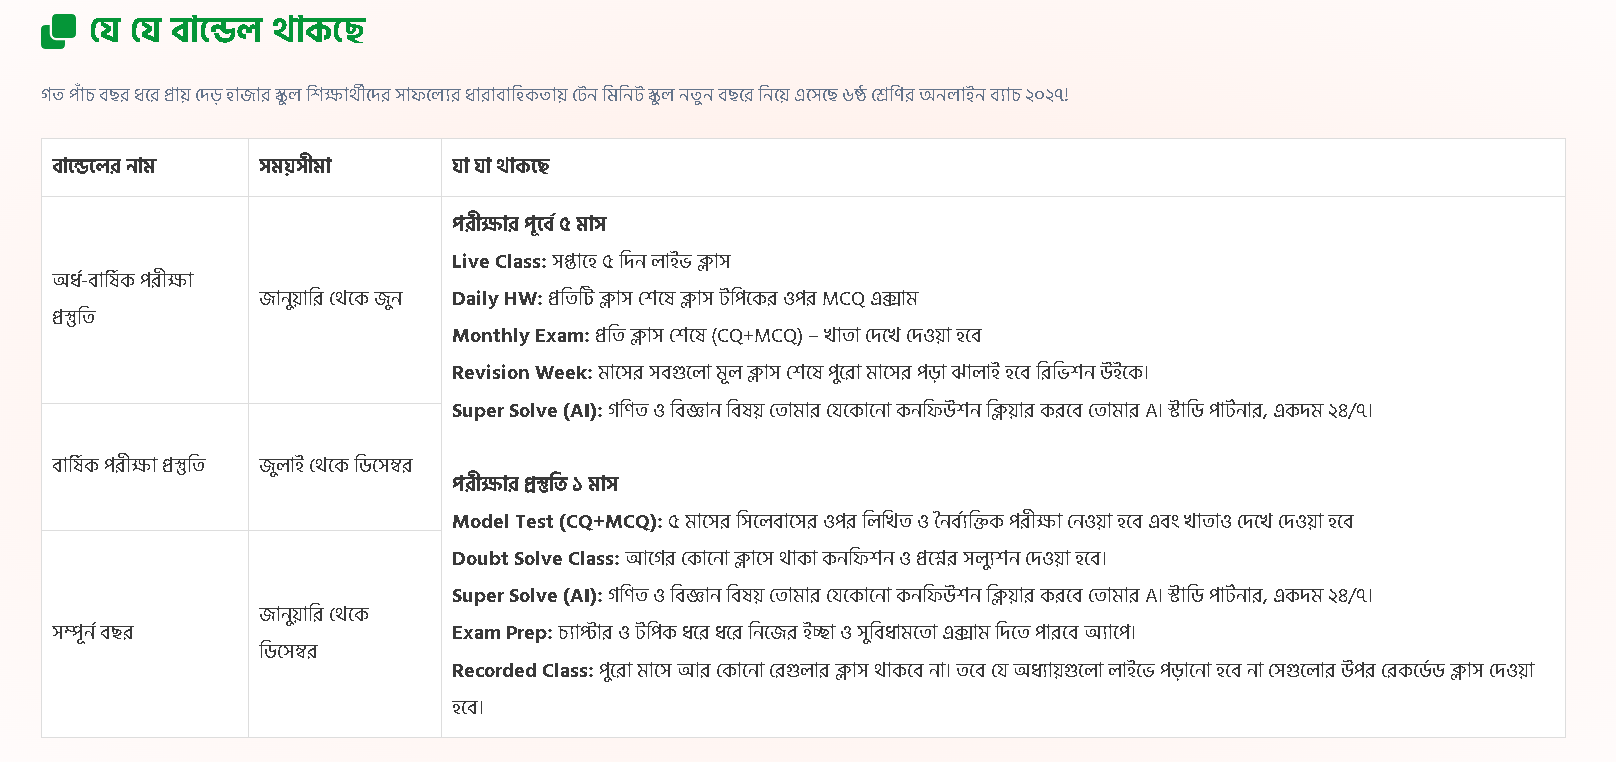 যে যে বান্ডেল থাকছে
গত পাঁচ বছর ধরে প্রায় দেড় হাজার স্কুল শিক্ষার্থীদের সাফল্যের ধারাবাহিকতায় টেন মিনিট স্কুল নতুন বছরে নিয়ে এসেছে ৬ষ্ঠ শ্রেণির অনলাইন ব্যাচ ২০২৭!
বান্ডেলের নাম
সময়সীমা
যা যা থাকছে
অর্ধ-বার্ষিক পরীক্ষা
প্রস্তুতি
জানুয়ারি থেকে জুন
পরীক্ষার পূর্বে ৫ মাস
Live Class: সপ্তাহে ৫ দিন লাইভ ক্লাস
Daily HW: প্রতিটি ক্লাস শেষে ক্লাস টপিকের ওপর MCQ এক্সাম
Monthly Exam: প্রতি ক্লাস শেষে (CQ+MCQ) – খাতা দেখে দেওয়া হবে
Revision Week: মাসের সবগুলো মূল ক্লাস শেষে পুরো মাসের পড়া ঝালাই হবে রিভিশন উইকে।
Super Solve (AI): গণিত ও বিজ্ঞান বিষয় তোমার যেকোনো কনফিউশন ক্লিয়ার করবে তোমার AI স্টাডি পার্টনার, একদম ২৪/৭।
বার্ষিক পরীক্ষা প্রস্তুতি
জুলাই থেকে ডিসেম্বর
পরীক্ষার প্রস্তুতি ১ মাস
Model Test (CQ+MCQ): ৫ মাসের সিলেবাসের ওপর লিখিত ও নৈর্ব্যক্তিক পরীক্ষা নেওয়া হবে এবং খাতাও দেখে দেওয়া হবে
Doubt Solve Class: আগের কোনো ক্লাসে থাকা কনফিশন ও প্রশ্নের সল্যুশন দেওয়া হবে।
Super Solve (AI): গণিত ও বিজ্ঞান বিষয় তোমার যেকোনো কনফিউশন ক্লিয়ার করবে তোমার AI স্টাডি পার্টনার, একদম ২৪/৭।
সম্পূর্ন বছর
জানুয়ারি থেকে
ডিসেম্বর
Exam Prep: চ্যাপ্টার ও টপিক ধরে ধরে নিজের ইচ্ছা ও সুবিধামতো এক্সাম দিতে পারবে অ্যাপে।
Recorded Class: পুরো মাসে আর কোনো রেগুলার ক্লাস থাকবে না। তবে যে অধ্যায়গুলো লাইভে পড়ানো হবে না সেগুলোর উপর রেকর্ডেড ক্লাস দেওয়া
হবে।